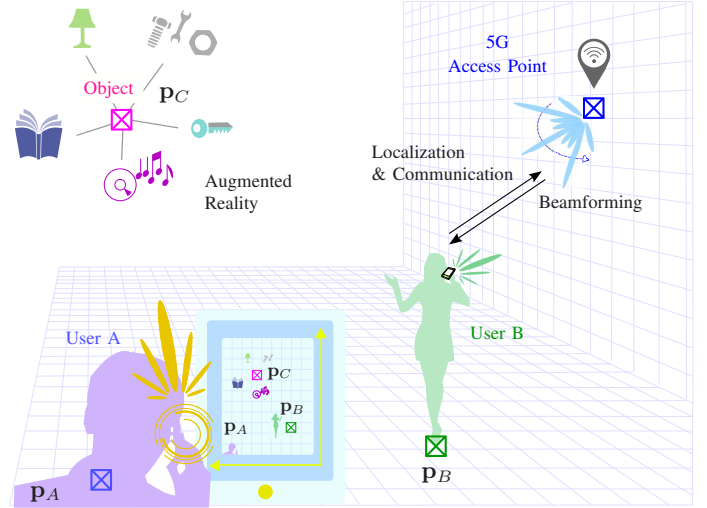 5G
Access Point
Object
𝐩_C
Localization
& Communication
Augmented
Reality
Beamforming
User A
User B
𝐩_C
𝐩_B
𝐩_A
𝐩_B
𝐩_A